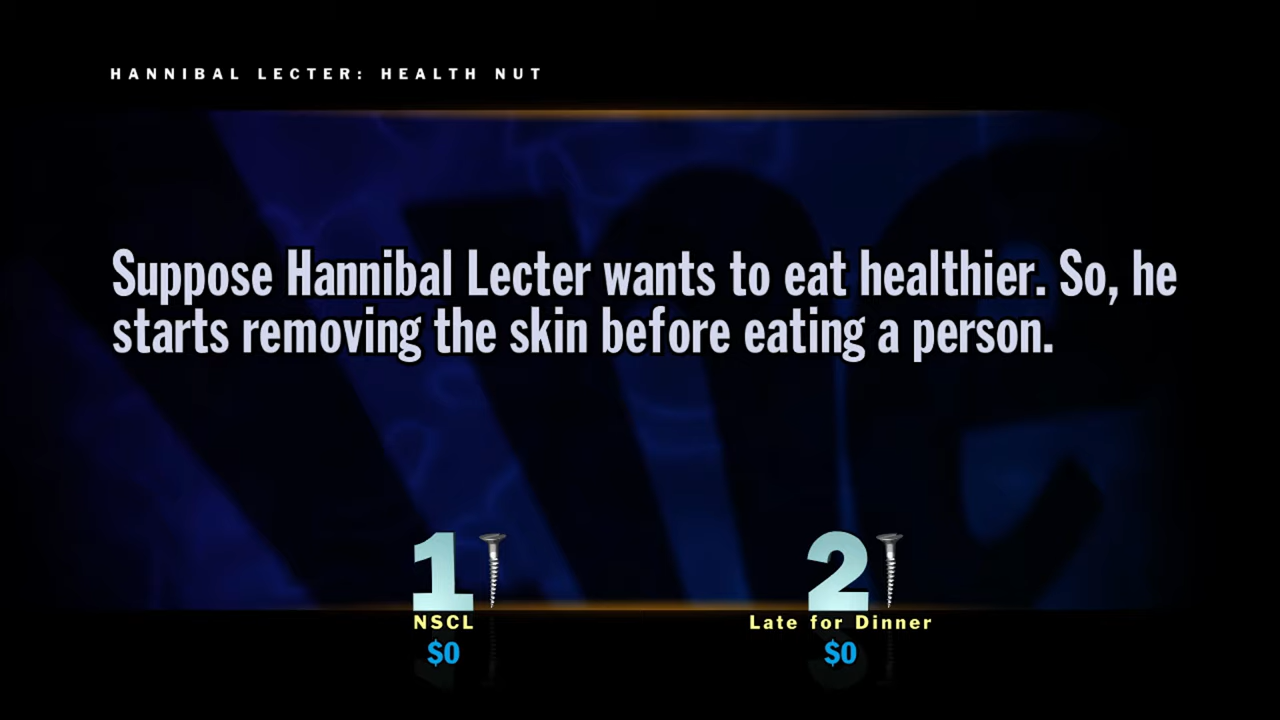 HANNIBAL LECTER: HEALTH NUT
Suppose Hannibal Lecter wants to eat healthier. So, he
starts removing the skin before eating a person.
1 2
NSCL Late for Dinner
$0 $0